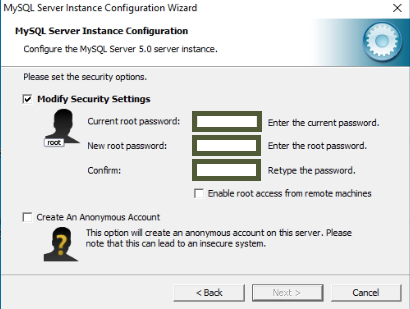 MySQL Server Instance Configuration Wizard
MySQL Server Instance Configuration
Configure the MySQL Server 5.0 server instance.
Please set the security options.
Modify Security Settings
Current root password: Enter the current password.
root
New root password: Enter the root password.
Confirm: Retype the password.
Enable root access from remote machines
Create An Anonymous Account
This option will create an anonymous account on this server. Please
note that this can lead to an insecure system.
< Back Next > Cancel